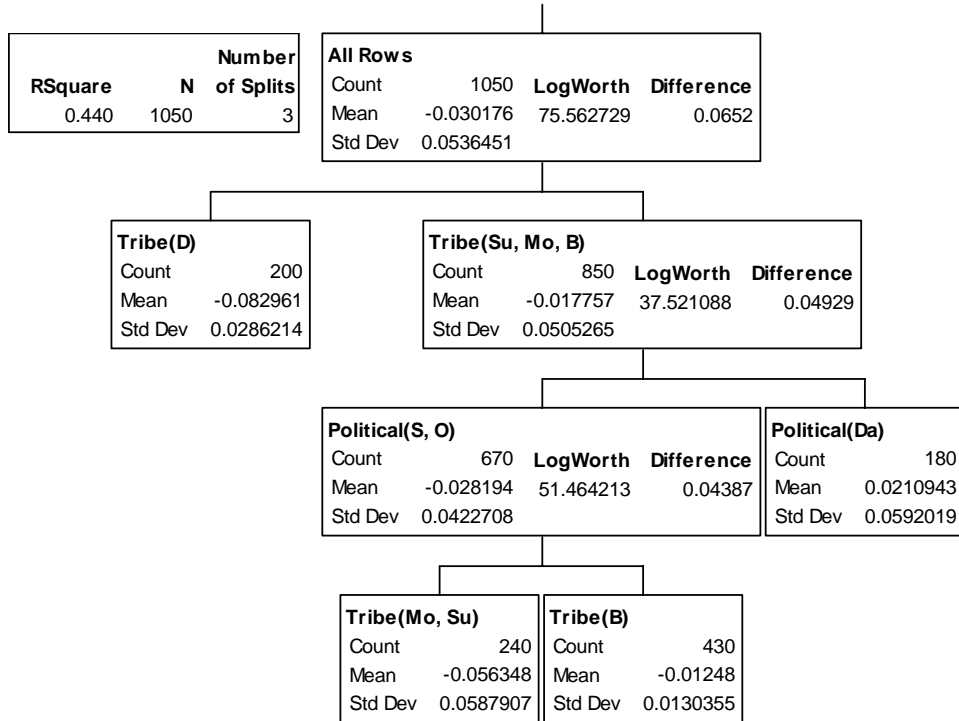 Number
RSquare N of Splits
0.440 1050 3
All Rows
Count 1050 LogWorth Difference
Mean -0.030176 75.562729 0.0652
Std Dev 0.0536451
Tribe(D)
Count 200
Mean -0.082961
Std Dev 0.0286214
Tribe(Su, Mo, B)
Count 850 LogWorth Difference
Mean -0.017757 37.521088 0.04929
Std Dev 0.0505265
Political(S, O)
Count 670 LogWorth Difference
Mean -0.028194 51.464213 0.04387
Std Dev 0.0422708
Political(Da)
Count 180
Mean 0.0210943
Std Dev 0.0592019
Tribe(Mo, Su)
Count 240
Mean -0.056348
Std Dev 0.0587907
Tribe(B)
Count 430
Mean -0.01248
Std Dev 0.0130355